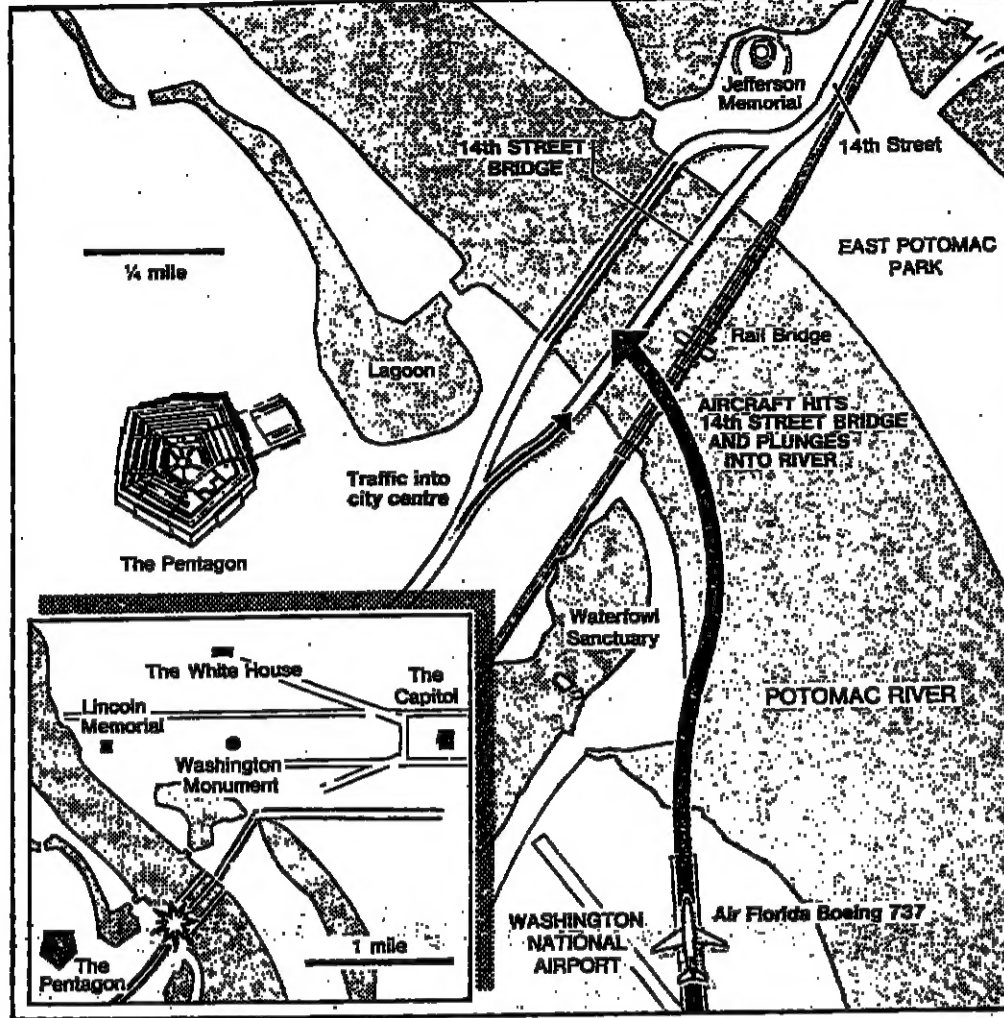 Jefferson
Memorial
14th STREET
BRIDGE
14th Street
¼ mile
EAST POTOMAC
PARK
Rail Bridge
Lagoon
AIRCRAFT HITS
14th STREET BRIDGE
AND PLUNGES
INTO RIVER
Traffic into
city centre
The Pentagon
Waterfowl
Sanctuary
POTOMAC RIVER
The White House
The
Capitol
Lincoln
Memorial
Washington
Monument
1 mile
The
Pentagon
WASHINGTON
NATIONAL
AIRPORT
Air Florida Boeing 737